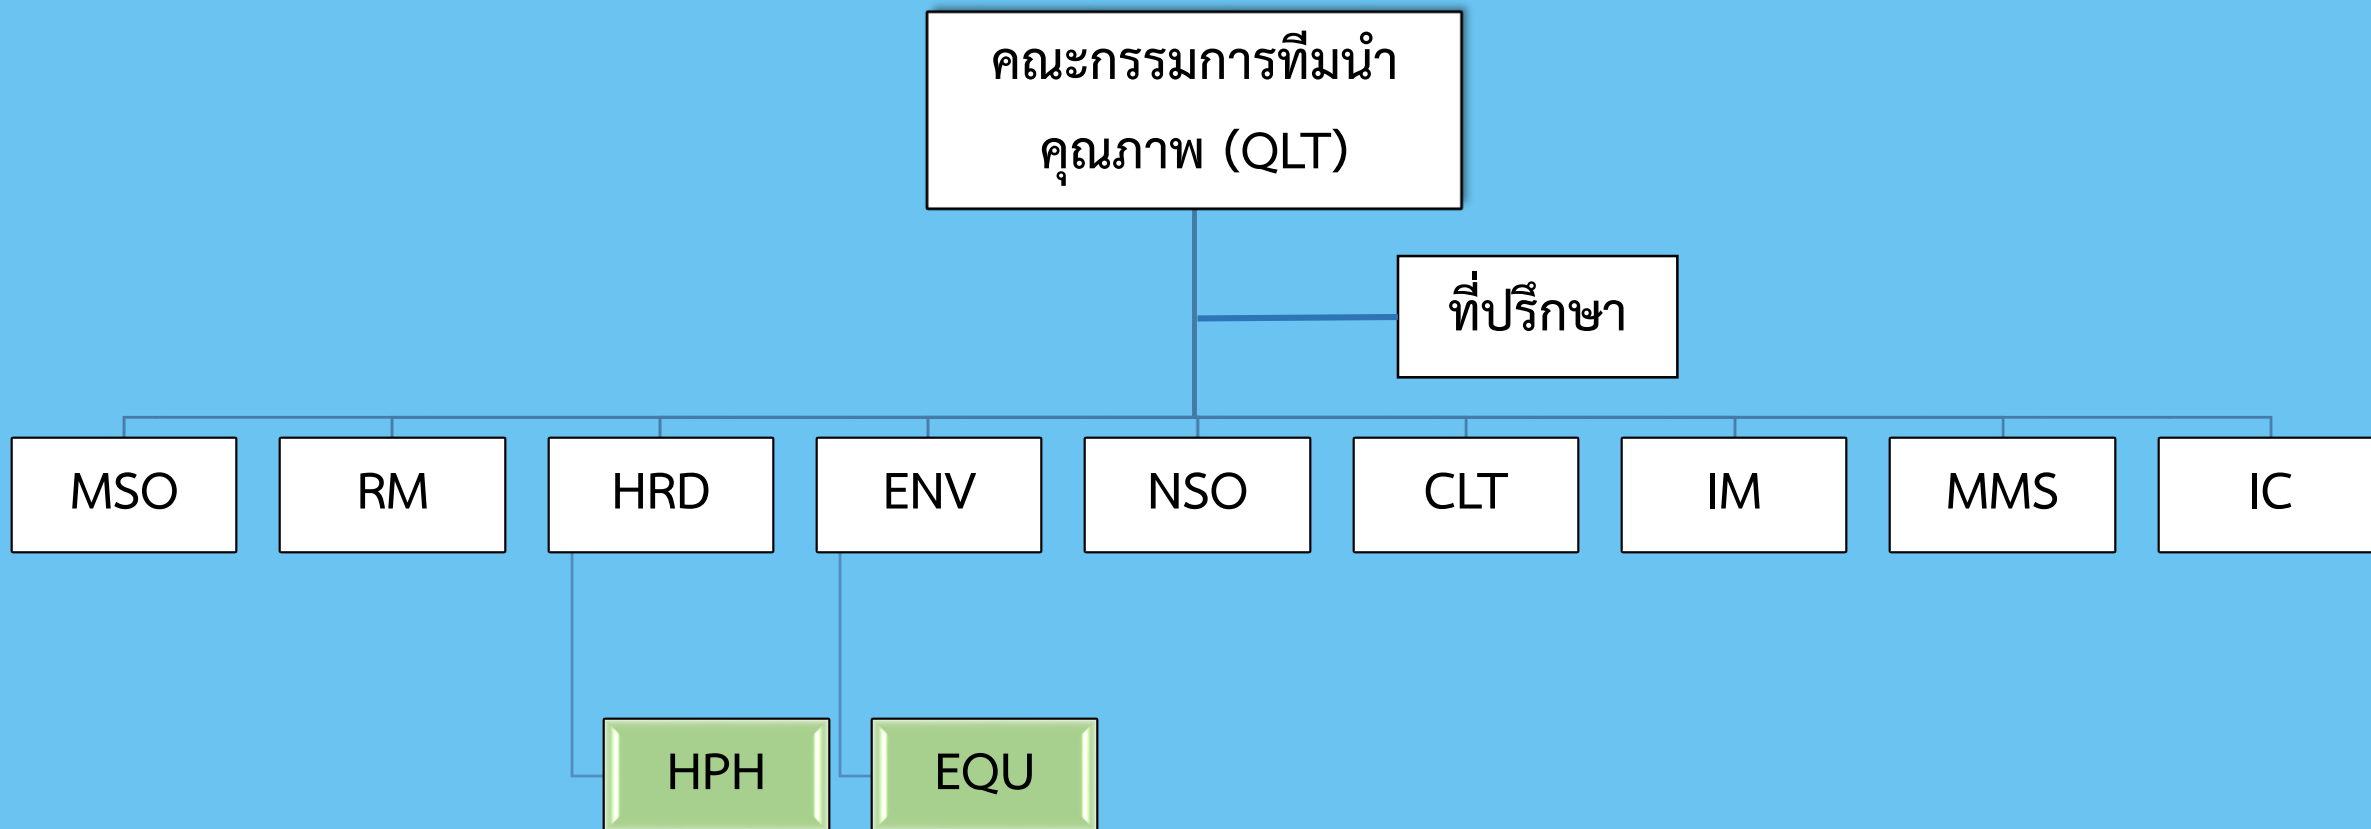 คณะกรรมการทีมนำ
คุณภาพ (QLT)
ที่ปรึกษา
MSO
RM
HRD
ENV
NSO
CLT
IM
MMS
IC
HPH
EQU